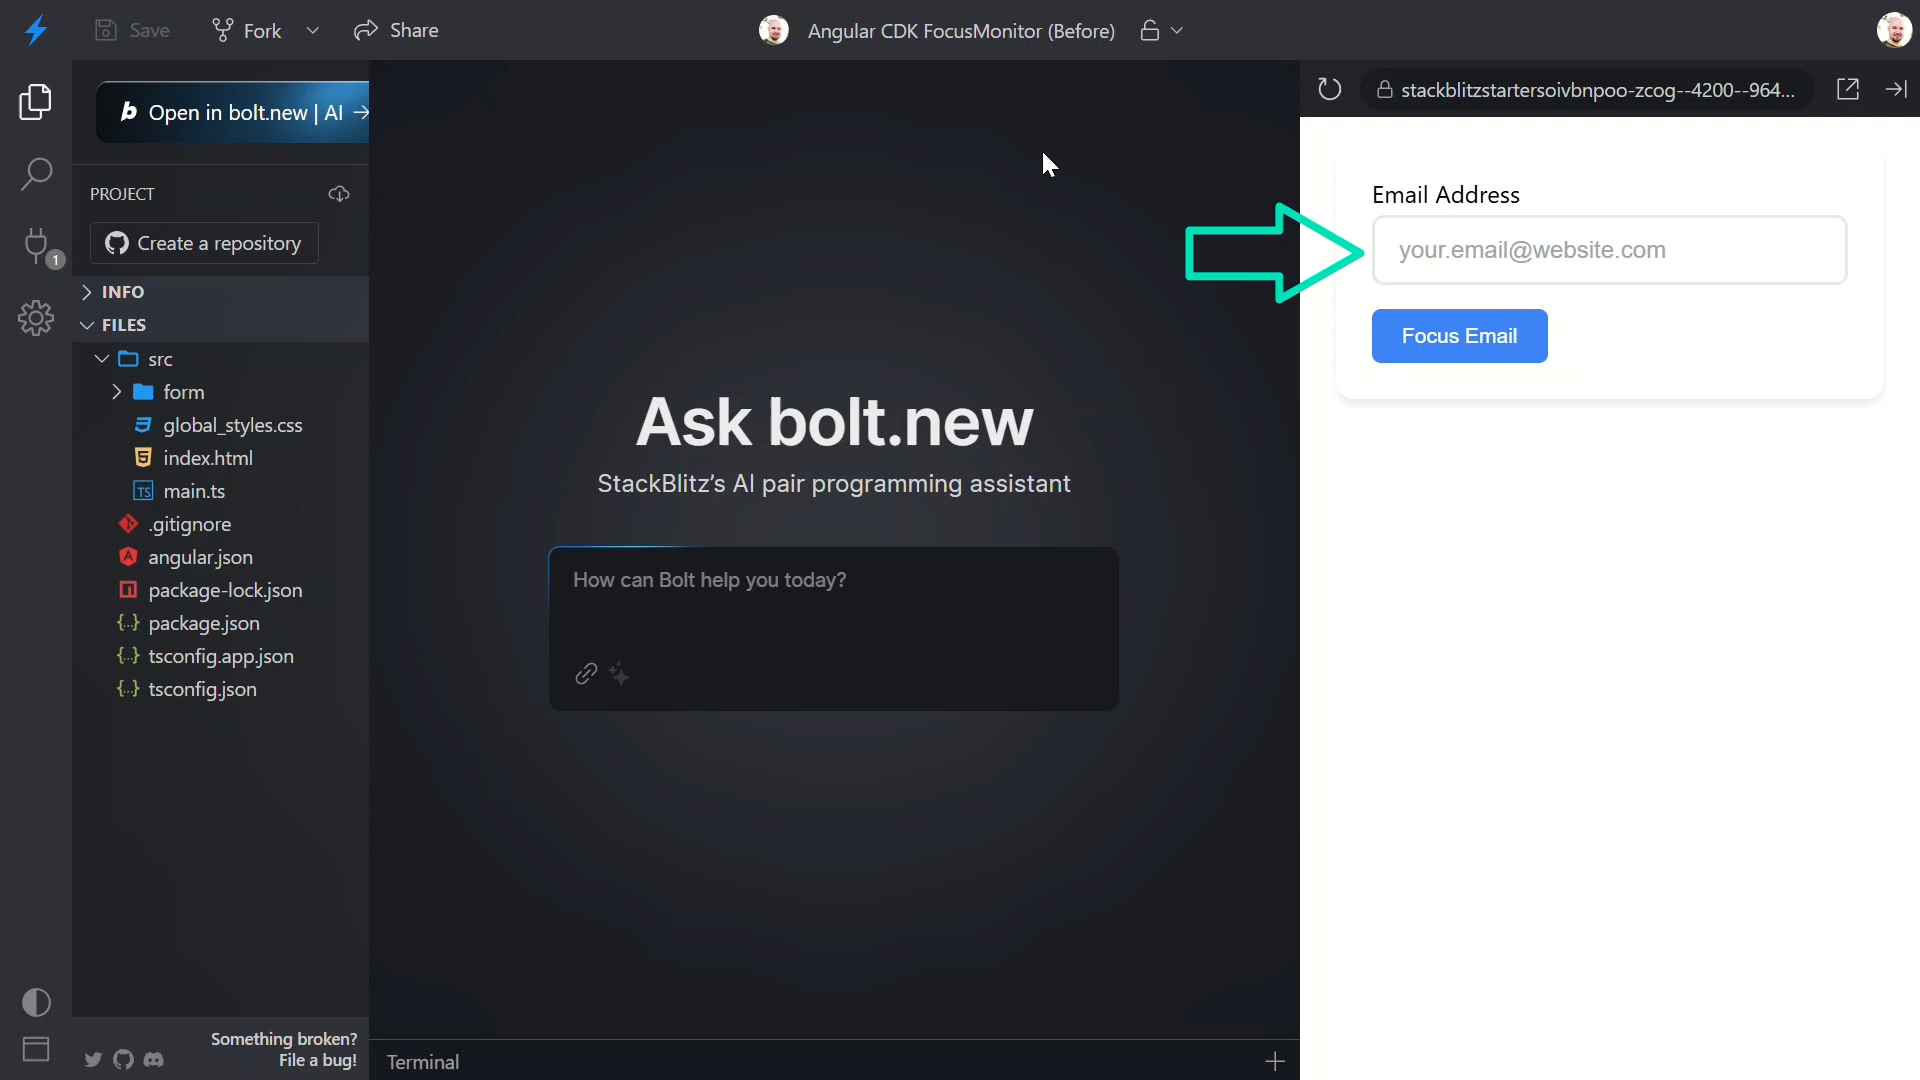 Save
Fork
Share
Angular CDK FocusMonitor (Before)
b Open in bolt.new | AI
stackblitzstartersoivbnpoo-zcog--4200--964...
PROJECT
Create a repository
1
INFO
FILES
src
form
global_styles.css
index.html
TS main.ts
.gitignore
angular.json
package-lock.json
{...} package.json
{...} tsconfig.app.json
{...} tsconfig.json
Something broken?
File a bug!
Ask bolt.new
StackBlitz's AI pair programming assistant
How can Bolt help you today?
Terminal
Email Address
your.email@website.com
Focus Email